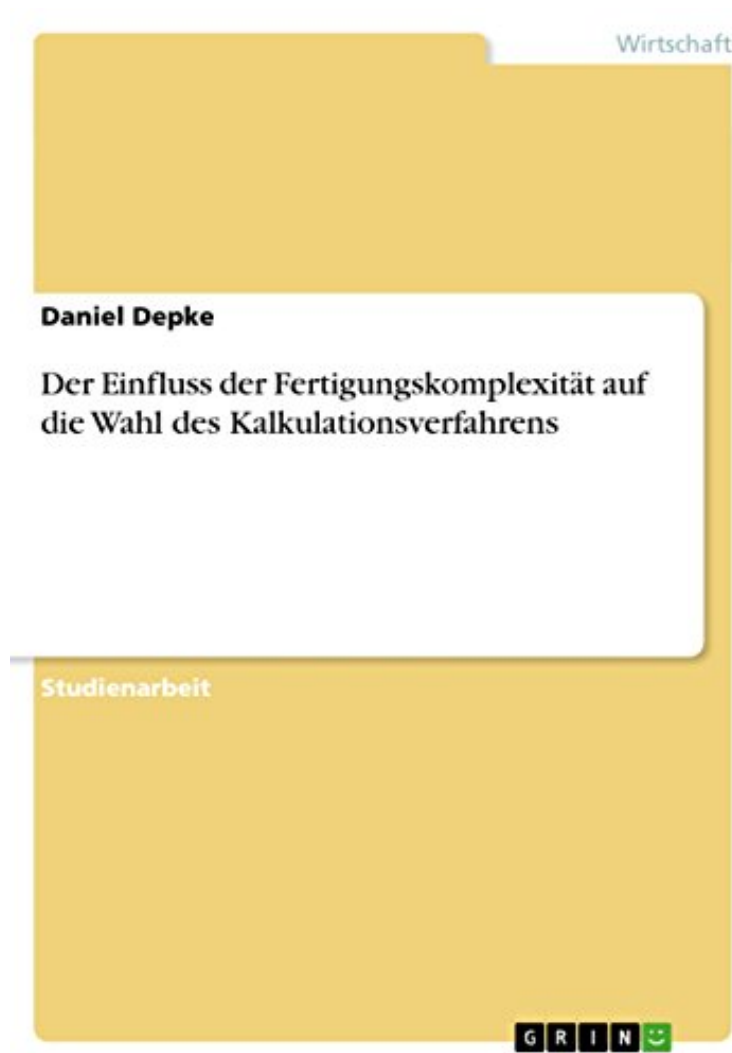 Wirtschaft
Daniel Depke
Der Einfluss der Fertigungskomplexität auf
die Wahl des Kalkulationsverfahrens
Studienarbeit
GRIN